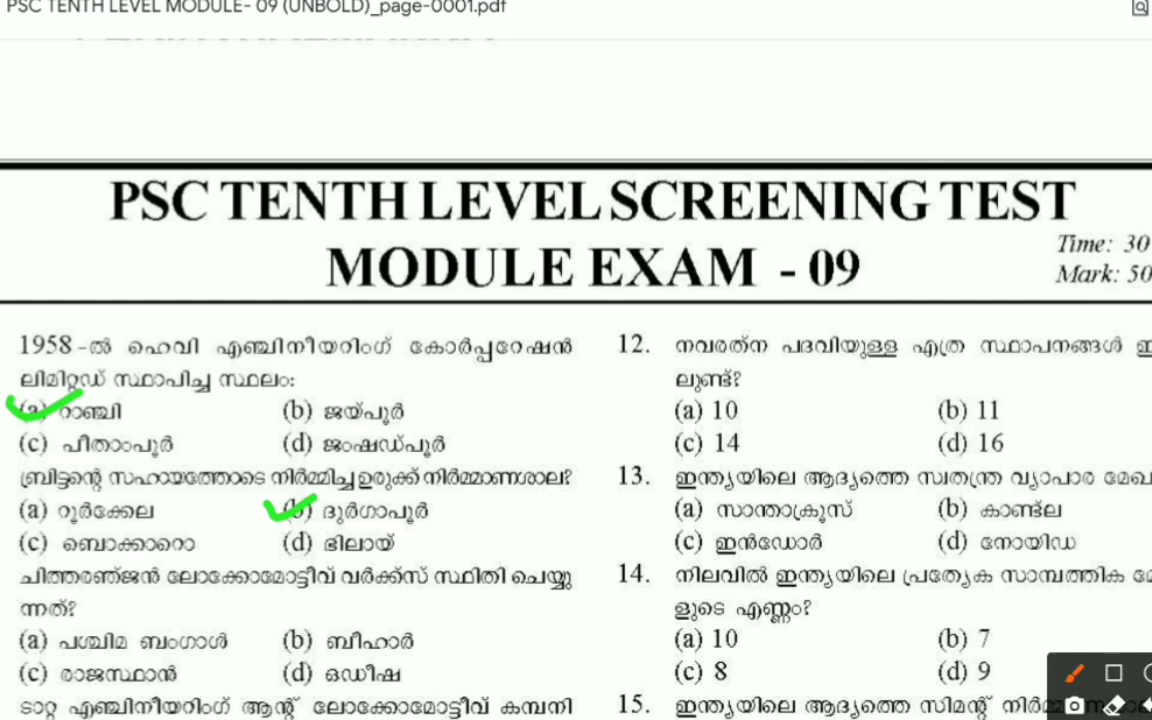 PSC TENTH LEVEL MODULE- 09 (UNBOLD)_page-0001.pdf
PSC TENTH LEVEL SCREENING TEST
MODULE EXAM - 09
Time: 30
Mark: 50
1958-ൽ ഹെവി എഞ്ചിനീയറിംഗ് കോർപ്പറേഷൻ
ലിമിറ്റഡ് സ്ഥാപിച്ച സ്ഥലം:
(a) റാഞ്ചി (b) ജയ്പൂർ
(c) പീതാംപൂർ (d) ജംഷഡ്പൂർ
ബ്രിട്ടന്റെ സഹായത്തോടെ നിർമ്മിച്ച ഉരുക്ക് നിർമ്മാണശാല?
(a) റൂർക്കേല (b) ദുർഗാപൂർ
(c) ബൊക്കാറൊ (d) ഭിലായ്
ചിത്തരഞ്ജൻ ലോക്കോമോട്ടീവ് വർക്ക്സ് സ്ഥിതി ചെയ്യു
ന്നത്?
(a) പശ്ചിമ ബംഗാൾ (b) ബീഹാർ
(c) രാജസ്ഥാൻ (d) ഒഡീഷ
ടാറ്റ എഞ്ചിനീയറിംഗ് ആന്റ് ലോക്കോമോട്ടീവ് കമ്പനി
12. നവരത്ന പദവിയുള്ള എത്ര സ്ഥാപനങ്ങൾ ഇ
ലുണ്ട്?
(a) 10 (b) 11
(c) 14 (d) 16
13. ഇന്ത്യയിലെ ആദ്യത്തെ സ്വതന്ത്ര വ്യാപാര മേഖ
(a) സാന്താക്രൂസ് (b) കാണ്ട്ല
(c) ഇൻഡോർ (d) നോയിഡ
14. നിലവിൽ ഇന്ത്യയിലെ പ്രത്യേക സാമ്പത്തിക മേ
ളുടെ എണ്ണം?
(a) 10 (b) 7
(c) 8 (d) 9
15. ഇന്ത്യയിലെ ആദ്യത്തെ സിമന്റ്